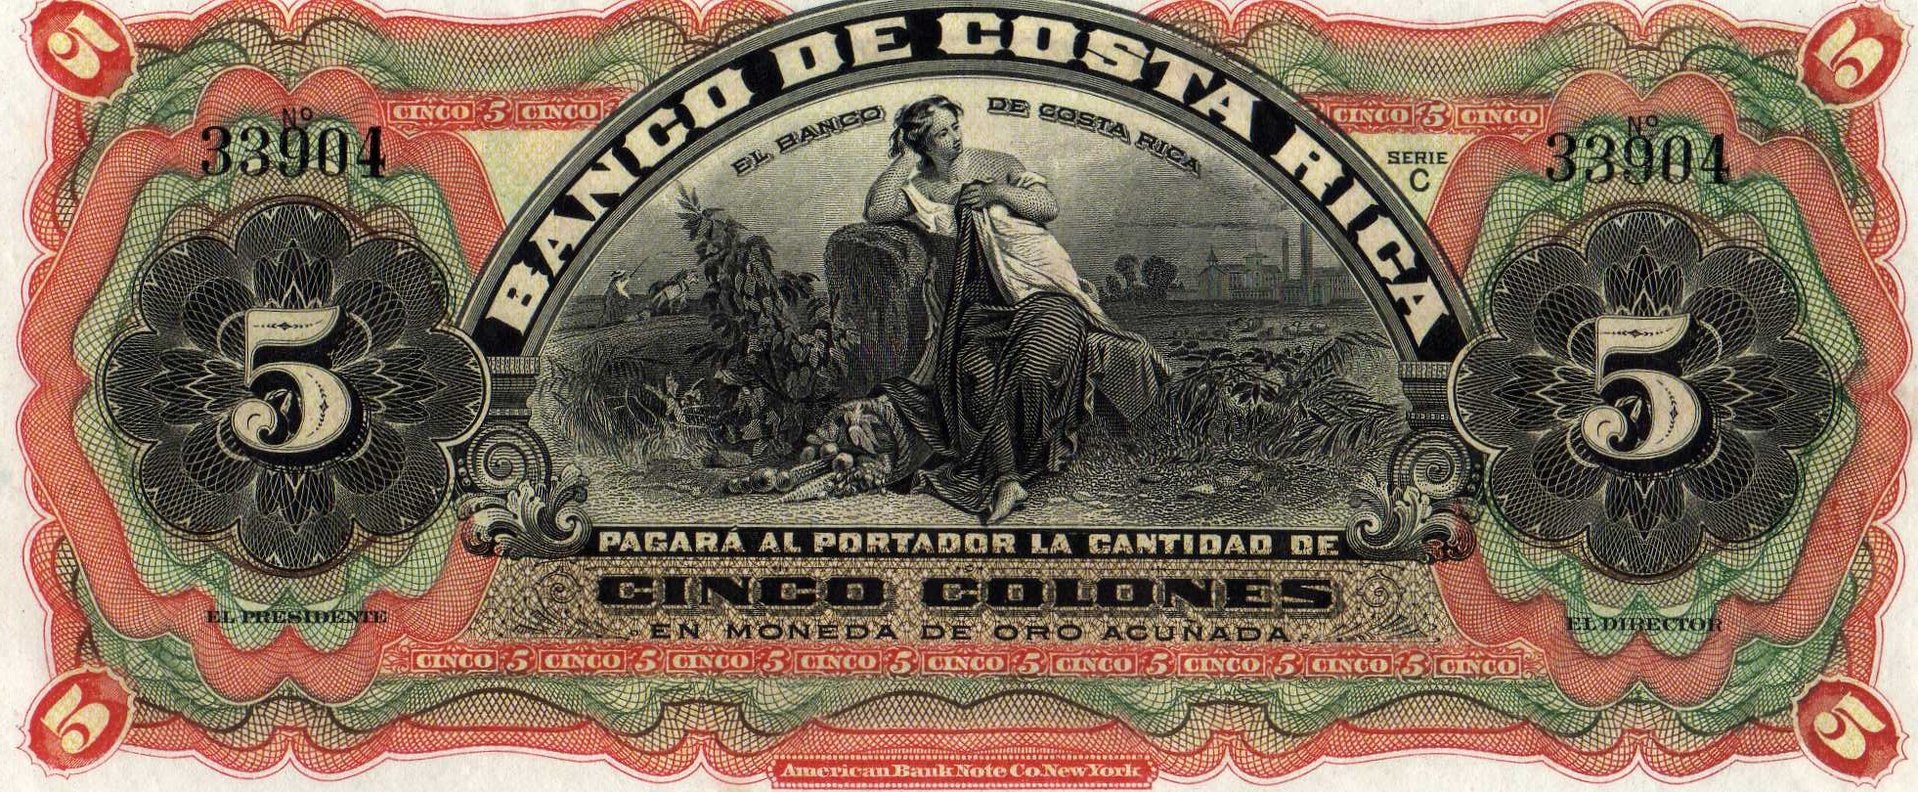 5 5
BANCO DE COSTA RICA
EL BANCO DE COSTA RICA
CINCO 5 CINCO
CINCO 5 CINCO
Nº
33904
SERIE
C
Nº
33904
5
5
PAGARÁ AL PORTADOR LA CANTIDAD DE
CINCO COLONES
EN MONEDA DE ORO ACUÑADA.
EL PRESIDENTE
EL DIRECTOR
CINCO 5 CINCO 5 CINCO 5 CINCO 5 CINCO 5 CINCO 5 CINCO 5 CINCO 5 CINCO
5 5
American Bank Note Co. New York